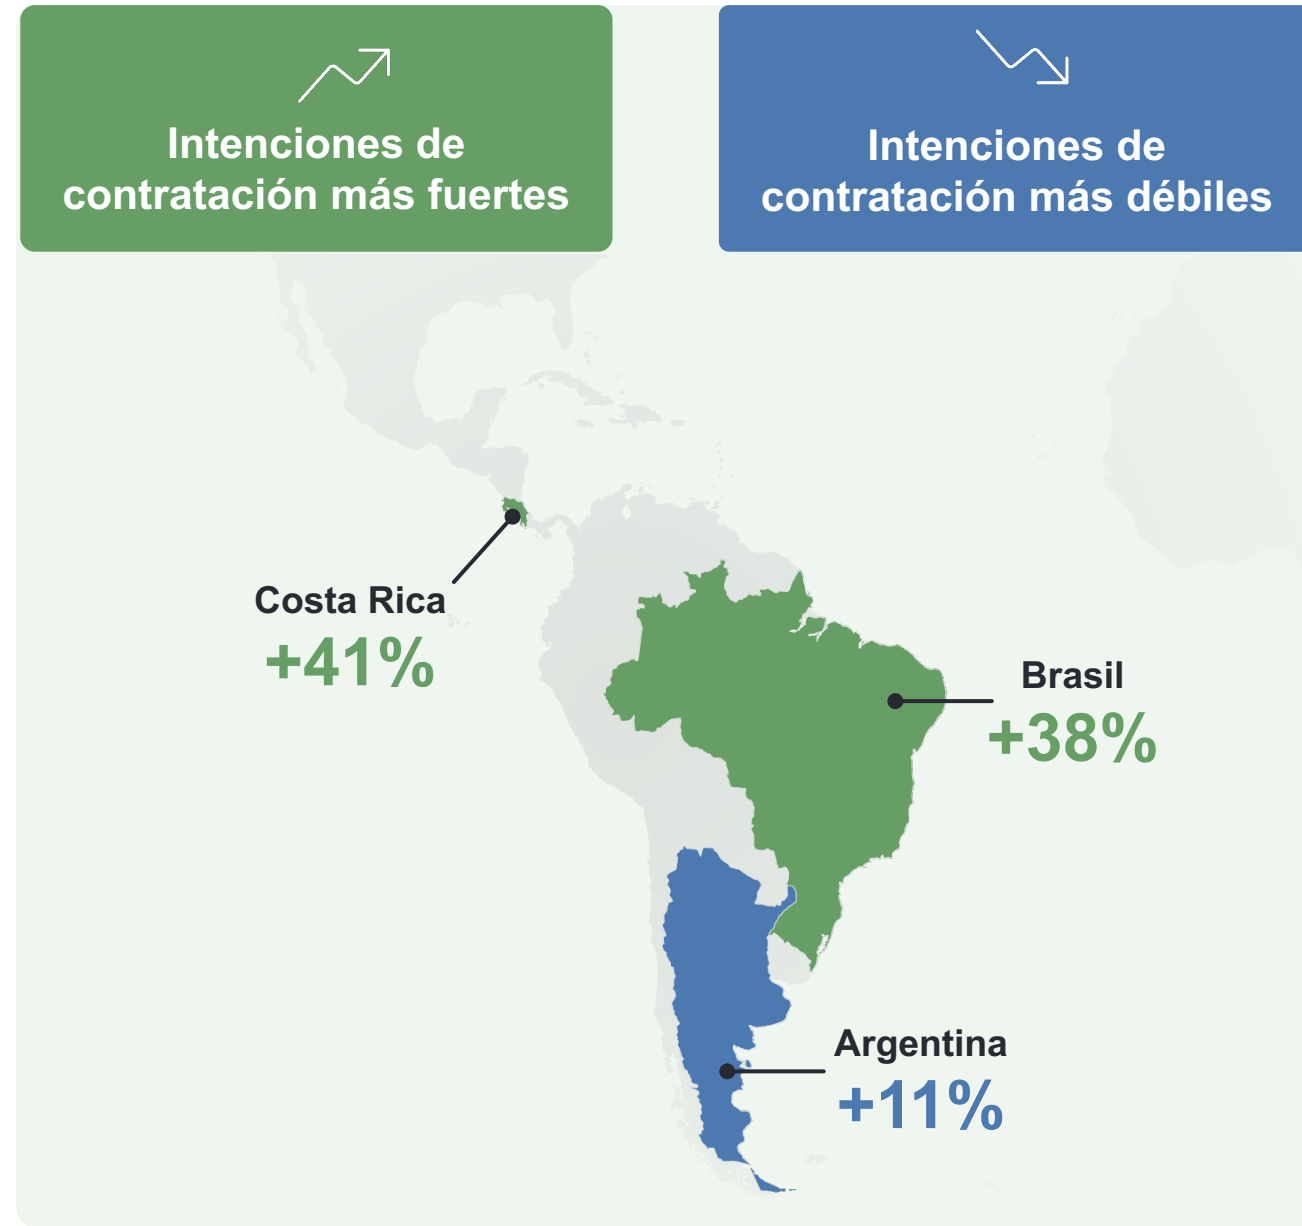 Intenciones de
contratación más fuertes
Intenciones de
contratación más débiles
Costa Rica
+41%
Brasil
+38%
Argentina
+11%